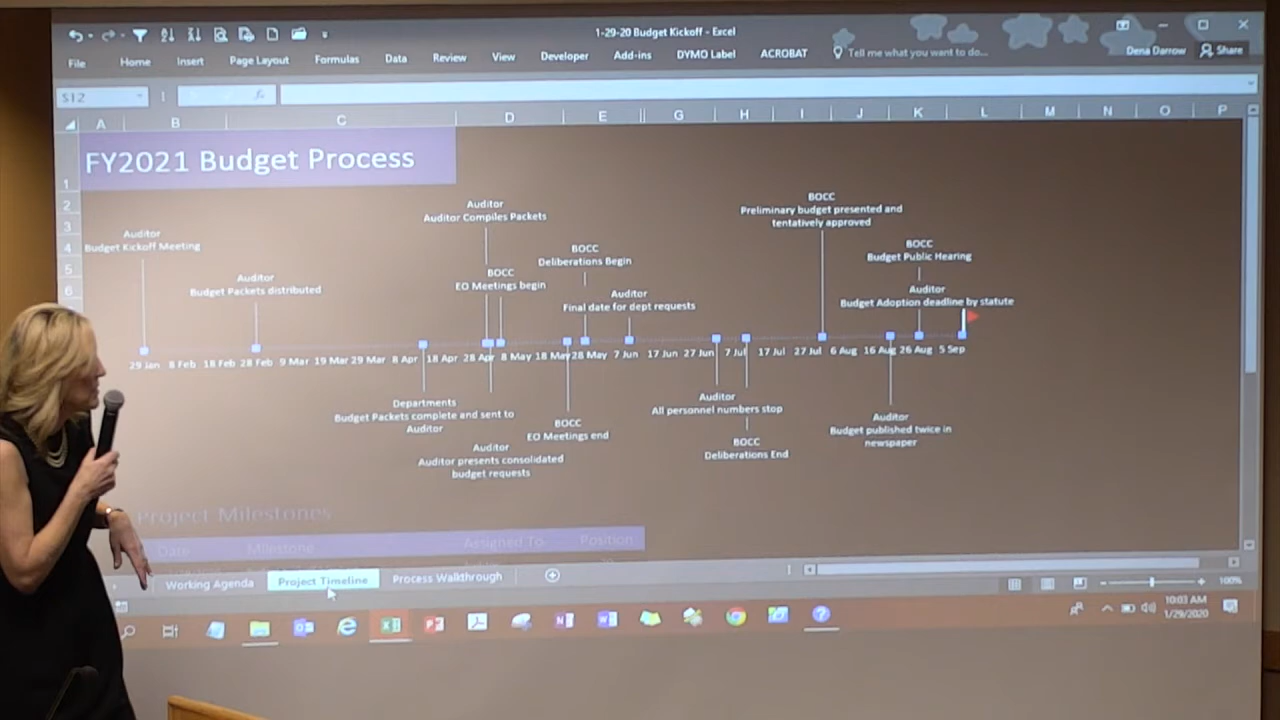 1-29-20 Budget Kickoff - Excel
Dena Darrow
Share
File Home Insert Page Layout Formulas Data Review View Developer Add-ins DYMO Label ACROBAT Tell me what you want to do...
S12
fx
A B C D E G H I J K L M N O P
FY2021 Budget Process
1
2
3
4
5
6
Auditor
Budget Kickoff Meeting
Auditor
Budget Packets distributed
Auditor
Auditor Compiles Packets
BOCC
EO Meetings begin
BOCC
Deliberations Begin
Auditor
Final date for dept requests
BOCC
Preliminary budget presented and
tentatively approved
BOCC
Budget Public Hearing
Auditor
Budget Adoption deadline by statute
29 Jan 8 Feb 18 Feb 28 Feb 9 Mar 19 Mar 29 Mar 8 Apr 18 Apr 28 Apr 8 May 18 May 28 May 7 Jun 17 Jun 27 Jun 7 Jul 17 Jul 27 Jul 6 Aug 16 Aug 26 Aug 5 Sep
Departments
Budget Packets complete and sent to
Auditor
Auditor
Auditor presents consolidated
budget requests
BOCC
EO Meetings end
Auditor
All personnel numbers stop
BOCC
Deliberations End
Auditor
Budget published twice in
newspaper
Project Milestones
Date Milestone Assigned To Position
Working Agenda Project Timeline Process Walkthrough
100%
10:03 AM
1/29/2020